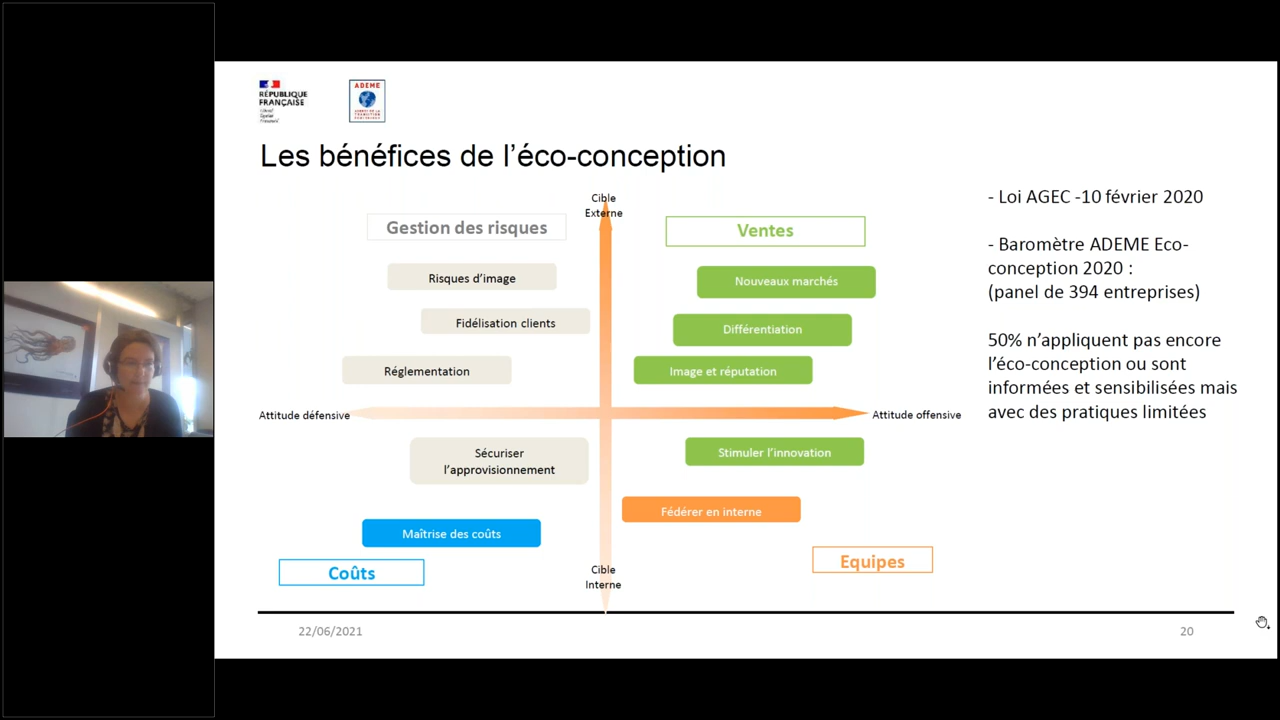 RÉPUBLIQUE
FRANÇAISE
Liberté
Égalité
Fraternité
ADEME
Les bénéfices de l’éco-conception
Cible
Externe
Gestion des risques
Ventes
Risques d’image
Nouveaux marchés
Fidélisation clients
Différentiation
Réglementation
Image et réputation
Attitude défensive
Attitude offensive
Sécuriser
l’approvisionnement
Stimuler l’innovation
Fédérer en interne
Maîtrise des coûts
Equipes
Coûts
Cible
Interne
- Loi AGEC -10 février 2020
- Baromètre ADEME Eco-
conception 2020 :
(panel de 394 entreprises)
50% n’appliquent pas encore
l’éco-conception ou sont
informées et sensibilisées mais
avec des pratiques limitées
22/06/2021
20